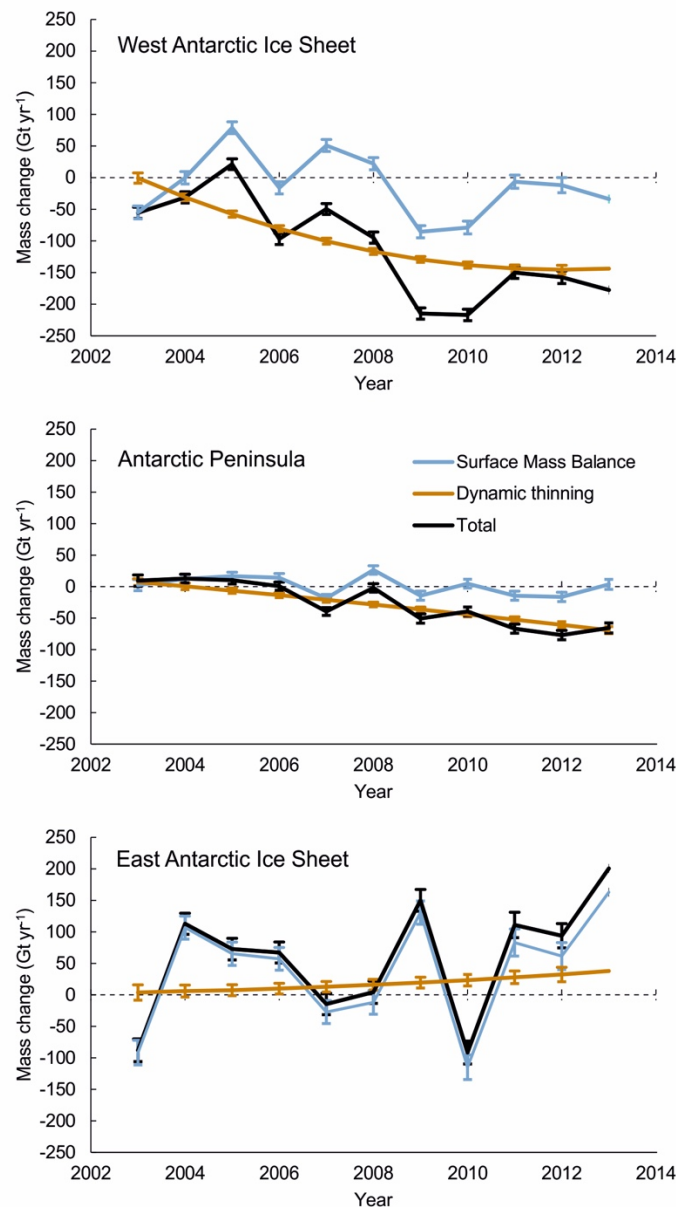 West Antarctic Ice Sheet
Mass change (Gt yr-1)
250
200
150
100
50
0
-50
-100
-150
-200
-250
2002 2004 2006 2008 2010 2012 2014
Year
Antarctic Peninsula
Surface Mass Balance
Dynamic thinning
Total
Mass change (Gt yr-1)
250
200
150
100
50
0
-50
-100
-150
-200
-250
2002 2004 2006 2008 2010 2012 2014
Year
East Antarctic Ice Sheet
Mass change (Gt yr-1)
250
200
150
100
50
0
-50
-100
-150
-200
-250
2002 2004 2006 2008 2010 2012 2014
Year